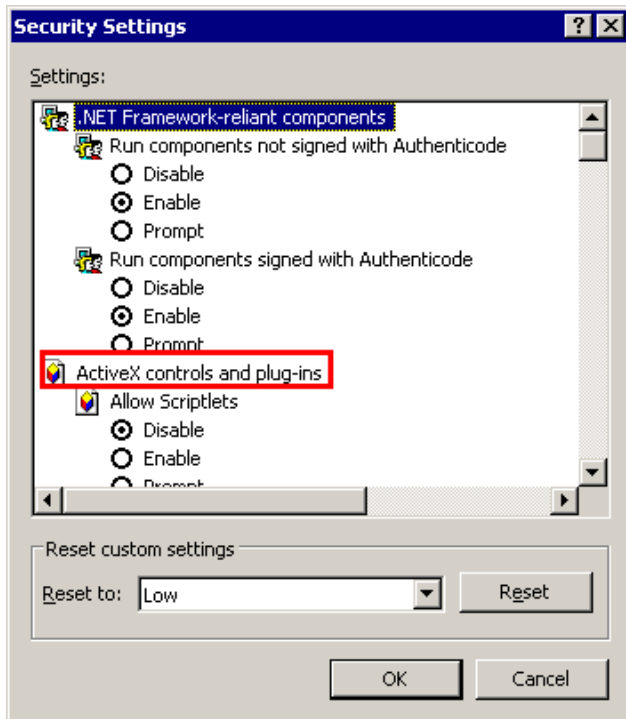 Security Settings
Settings:
.NET Framework-reliant components
Run components not signed with Authenticode
Disable
Enable
Prompt
Run components signed with Authenticode
Disable
Enable
Prompt
ActiveX controls and plug-ins
Allow Scriptlets
Disable
Enable
Prompt
Reset custom settings
Reset to: Low Reset
OK Cancel